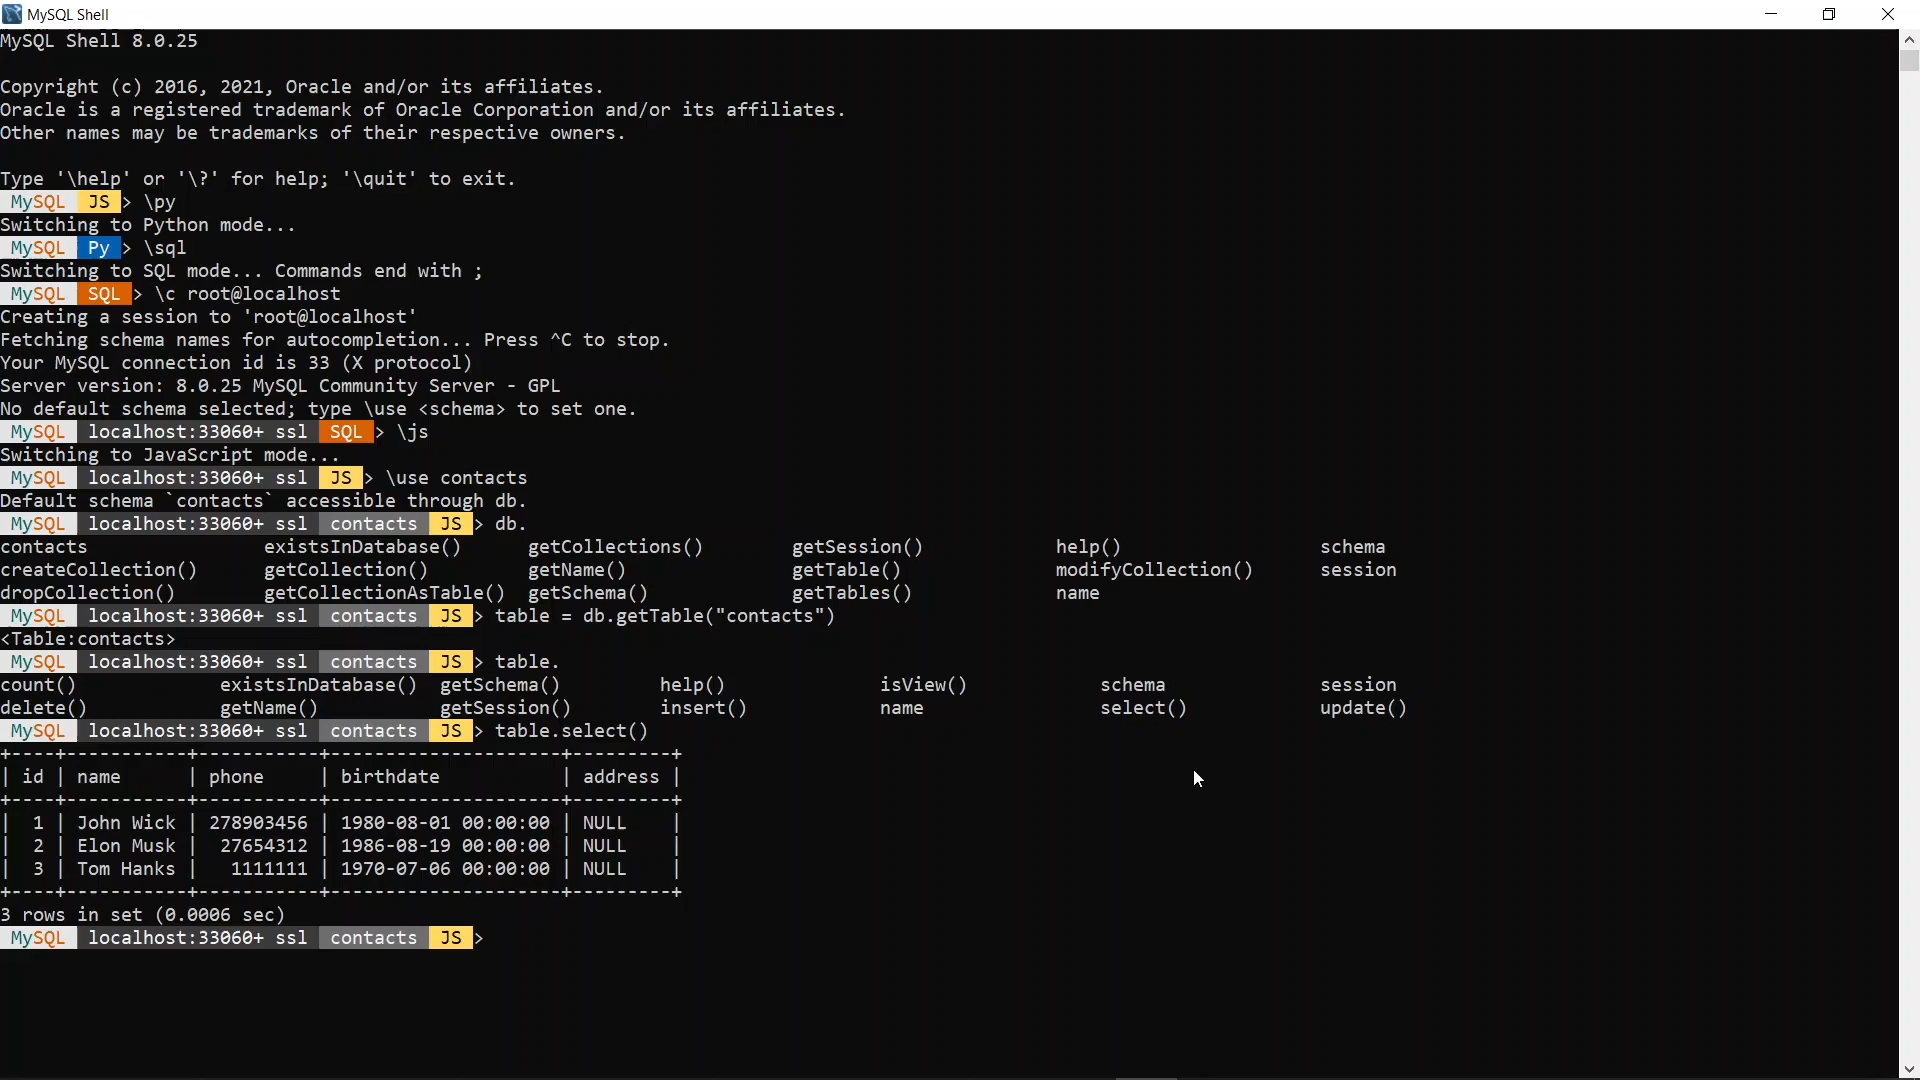 MySQL Shell
MySQL Shell 8.0.25
Copyright (c) 2016, 2021, Oracle and/or its affiliates.
Oracle is a registered trademark of Oracle Corporation and/or its affiliates.
Other names may be trademarks of their respective owners.
Type '\help' or '\?' for help; '\quit' to exit.
MySQL JS > \py
Switching to Python mode...
MySQL Py > \sql
Switching to SQL mode... Commands end with ;
MySQL SQL > \c root@localhost
Creating a session to 'root@localhost'
Fetching schema names for autocompletion... Press ^C to stop.
Your MySQL connection id is 33 (X protocol)
Server version: 8.0.25 MySQL Community Server - GPL
No default schema selected; type \use <schema> to set one.
MySQL localhost:33060+ ssl SQL > \js
Switching to JavaScript mode...
MySQL localhost:33060+ ssl JS > \use contacts
Default schema `contacts` accessible through db.
MySQL localhost:33060+ ssl contacts JS > db.
contacts existsInDatabase() getCollections() getSession() help() schema
createCollection() getCollection() getName() getTable() modifyCollection() session
dropCollection() getCollectionAsTable() getSchema() getTables() name
MySQL localhost:33060+ ssl contacts JS > table = db.getTable("contacts")
<Table:contacts>
MySQL localhost:33060+ ssl contacts JS > table.
count() existsInDatabase() getSchema() help() isView() schema session
delete() getName() getSession() insert() name select() update()
MySQL localhost:33060+ ssl contacts JS > table.select()
+----+-----------+-----------+---------------------+---------+
| id | name | phone | birthdate | address |
+----+-----------+-----------+---------------------+---------+
| 1 | John Wick | 278903456 | 1980-08-01 00:00:00 | NULL |
| 2 | Elon Musk | 27654312 | 1986-08-19 00:00:00 | NULL |
| 3 | Tom Hanks | 1111111 | 1970-07-06 00:00:00 | NULL |
+----+-----------+-----------+---------------------+---------+
3 rows in set (0.0006 sec)
MySQL localhost:33060+ ssl contacts JS >